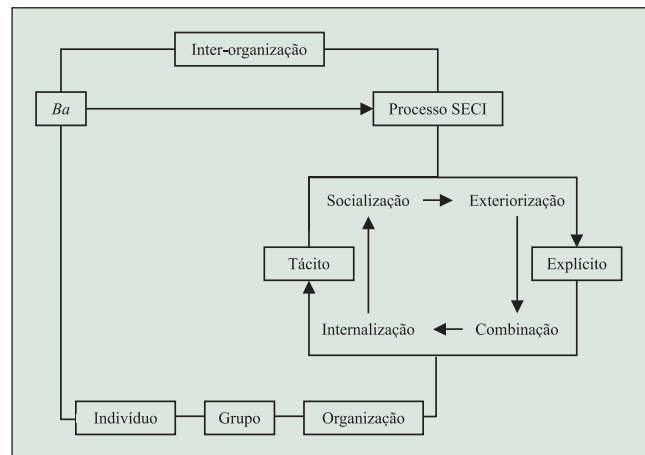 Inter-organização
Ba
Processo SECI
Socialização
Exteriorização
Tácito
Explícito
Internalização
Combinação
Indivíduo
Grupo
Organização